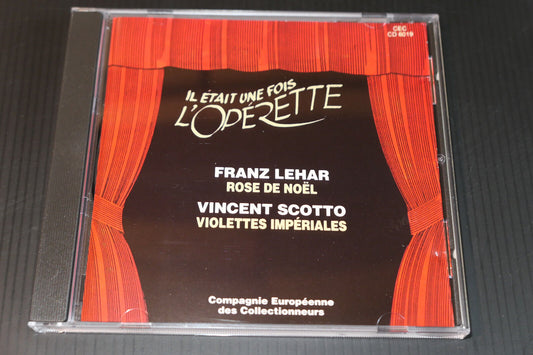 CEC
CD 8019
IL ÉTAIT UNE FOIS
L'OPÉRETTE
FRANZ LEHAR
ROSE DE NOËL
VINCENT SCOTTO
VIOLETTES IMPÉRIALES
Compagnie Européenne
des Collectionneurs